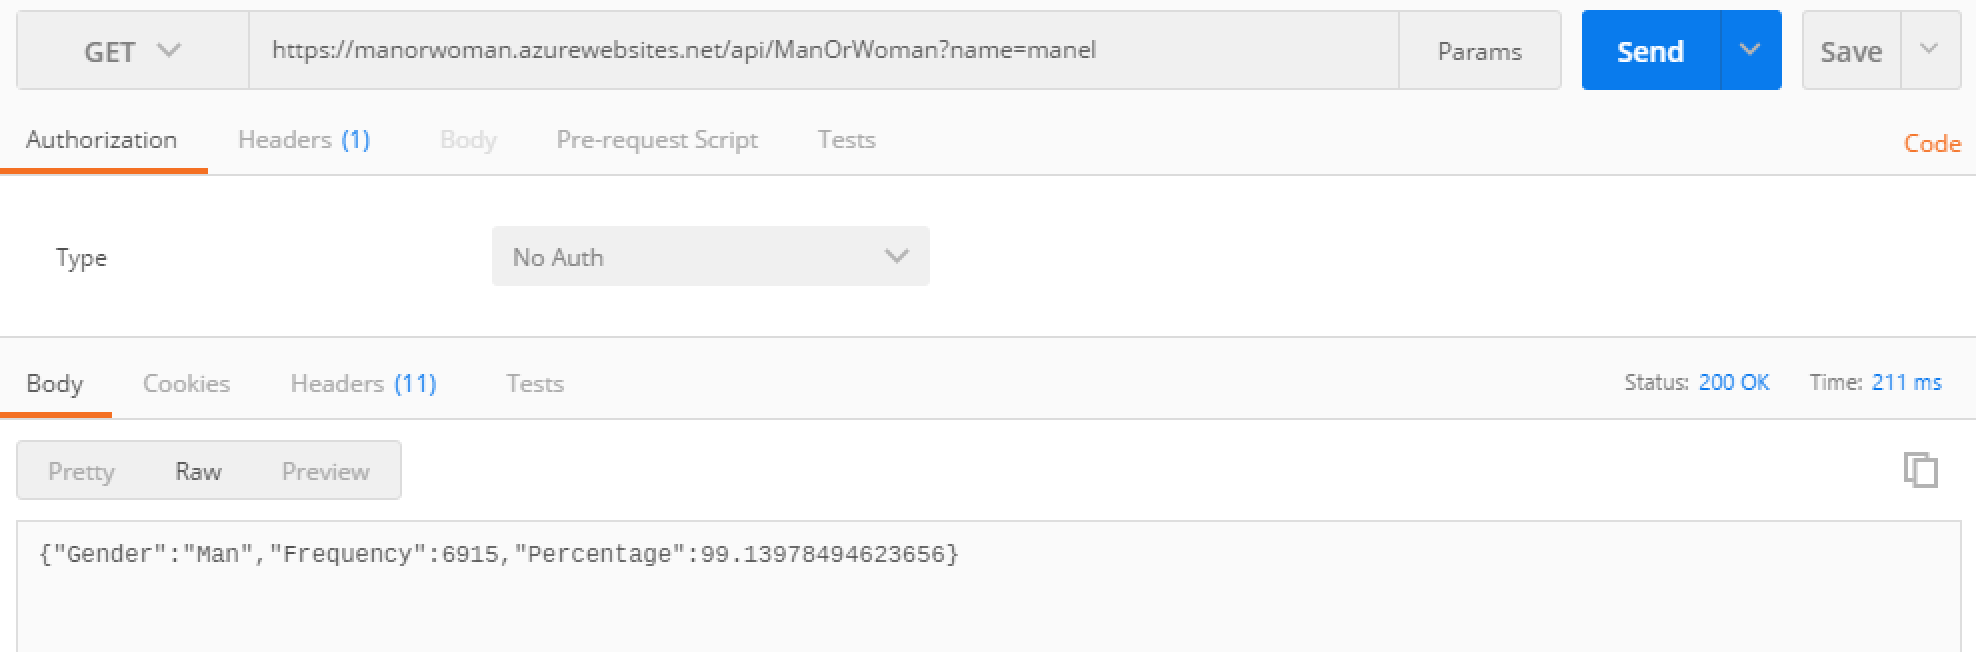 GET https://manorwoman.azurewebsites.net/api/ManOrWoman?name=manel Params Send Save
Authorization Headers (1) Body Pre-request Script Tests Code
Type No Auth
Body Cookies Headers (11) Tests Status: 200 OK Time: 211 ms
Pretty Raw Preview
{"Gender":"Man","Frequency":6915,"Percentage":99.13978494623656}